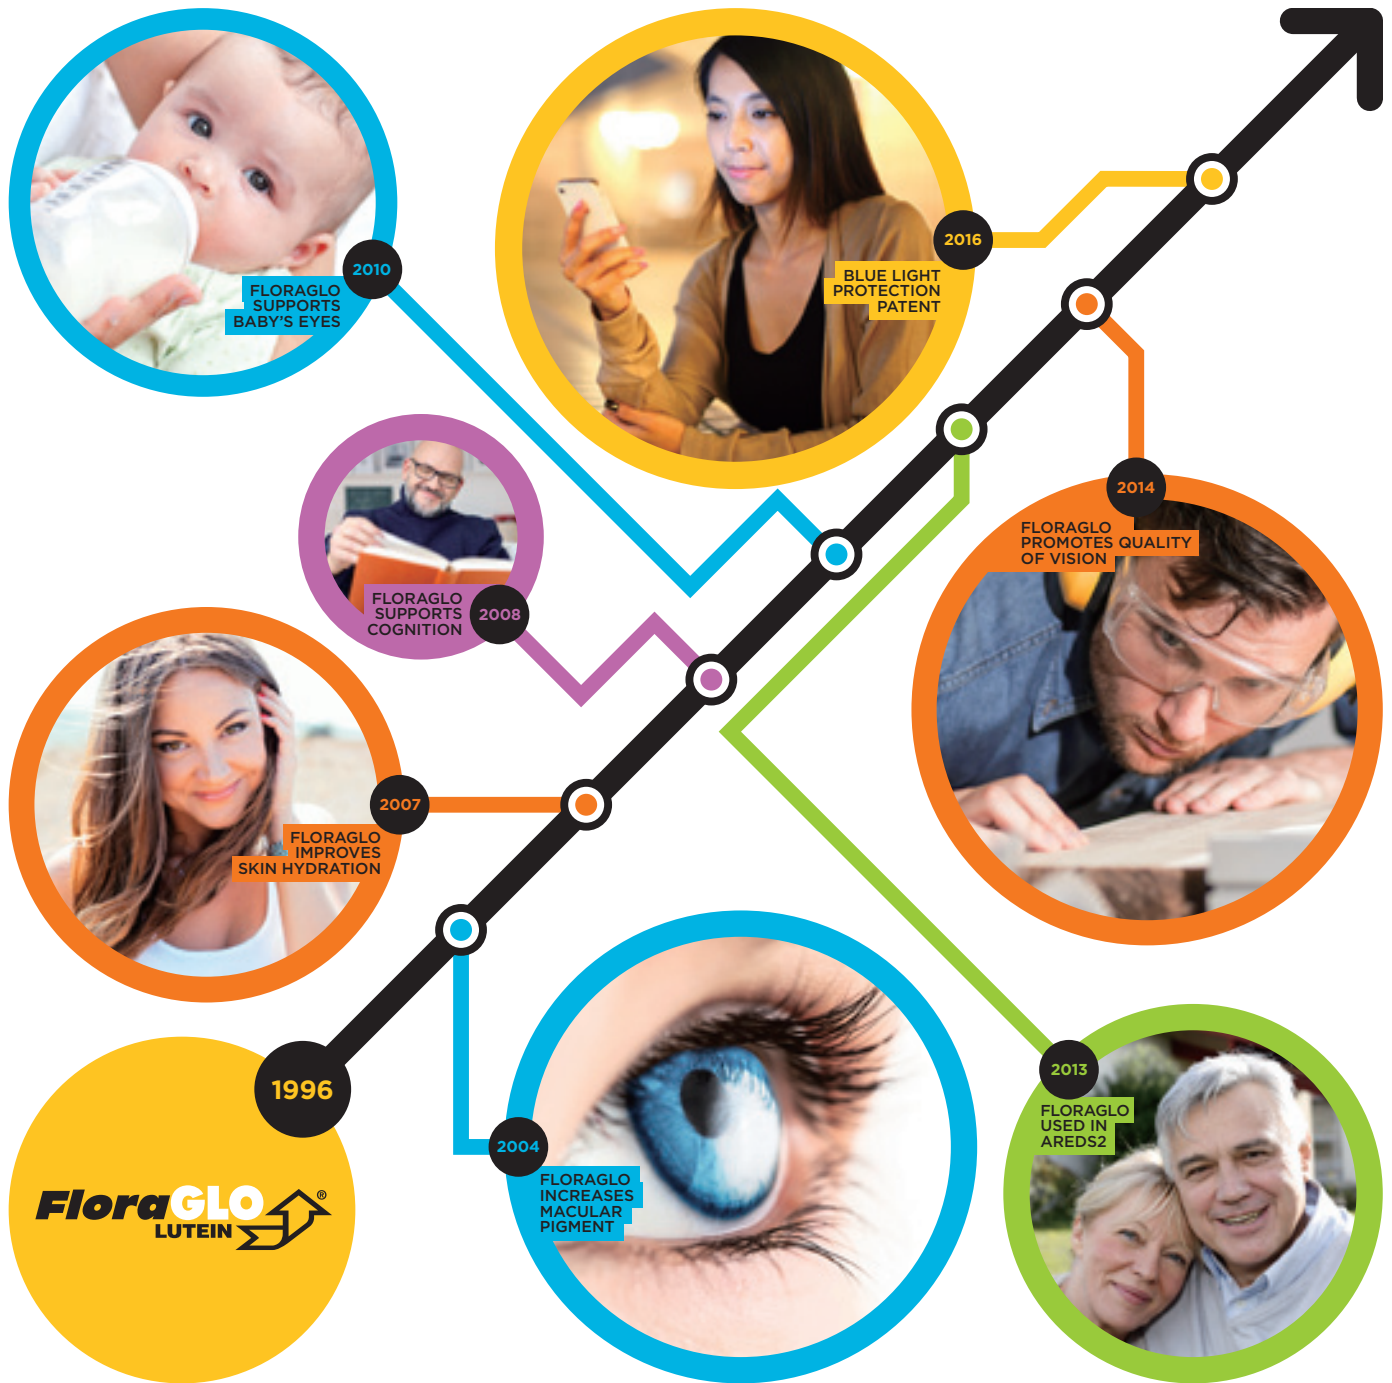 2010
FLORAGLO
SUPPORTS
BABY'S EYES
2016
BLUE LIGHT
PROTECTION
PATENT
2014
FLORAGLO
PROMOTES QUALITY
OF VISION
2008
FLORAGLO
SUPPORTS
COGNITION
2007
FLORAGLO
IMPROVES
SKIN HYDRATION
1996
FloraGLO®
LUTEIN
2004
FLORAGLO
INCREASES
MACULAR
PIGMENT
2013
FLORAGLO
USED IN
AREDS2